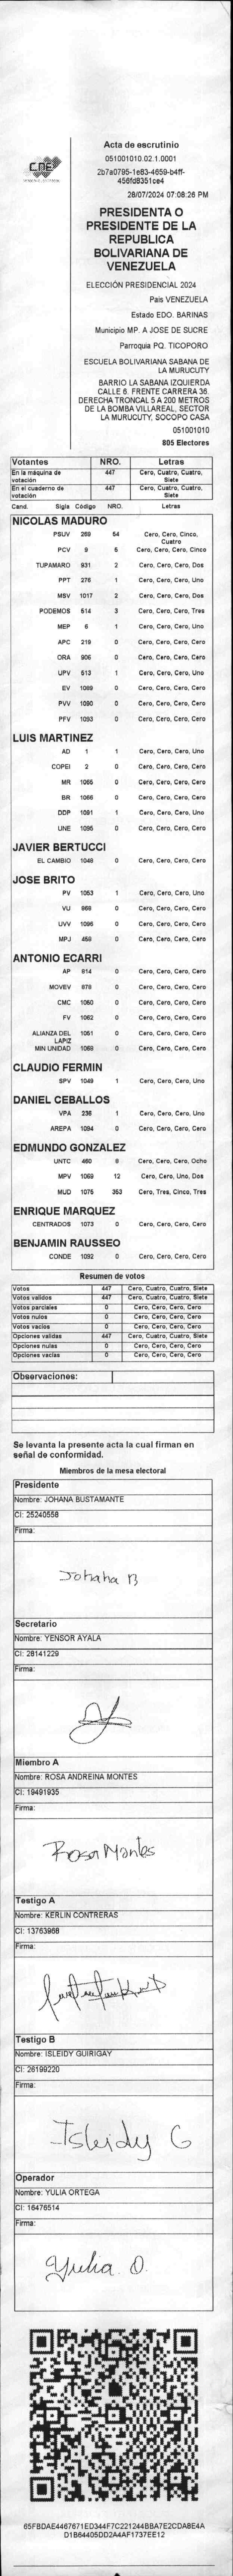 CNE
Acta de escrutinio
051001010.02.1.0001
2b7a0795-1e83-4659-b4ff-
456fd8351ce4
28/07/2024 07:08:26 PM
PRESIDENTA O
PRESIDENTE DE LA
REPUBLICA
BOLIVARIANA DE
VENEZUELA
ELECCIÓN PRESIDENCIAL 2024
País VENEZUELA
Estado EDO. BARINAS
Municipio MP. A JOSE DE SUCRE
Parroquia PQ. TICOPORO
ESCUELA BOLIVARIANA SABANA DE
LA MURUCUTY
BARRIO LA SABANA IZQUIERDA
CALLE 6. FRENTE CARRERA 36.
DERECHA TRONCAL 5 A 200 METROS
DE LA BOMBA VILLAREAL, SECTOR
LA MURUCUTY, SOCOPO CASA
051001010
805 Electores
Votantes NRO. Letras
En la máquina de votación 447 Cero, Cuatro, Cuatro, Siete
En el cuaderno de votación 447 Cero, Cuatro, Cuatro, Siete
Cand. Sigla Código NRO. Letras
NICOLAS MADURO
PSUV 269 54 Cero, Cero, Cinco, Cuatro
PCV 9 5 Cero, Cero, Cero, Cinco
TUPAMARO 931 2 Cero, Cero, Cero, Dos
PPT 276 1 Cero, Cero, Cero, Uno
MSV 1017 2 Cero, Cero, Cero, Dos
PODEMOS 514 3 Cero, Cero, Cero, Tres
MEP 6 1 Cero, Cero, Cero, Uno
APC 219 0 Cero, Cero, Cero, Cero
ORA 906 0 Cero, Cero, Cero, Cero
UPV 513 1 Cero, Cero, Cero, Uno
EV 1089 0 Cero, Cero, Cero, Cero
PVV 1090 0 Cero, Cero, Cero, Cero
PFV 1093 0 Cero, Cero, Cero, Cero
LUIS MARTINEZ
AD 1 1 Cero, Cero, Cero, Uno
COPEI 2 0 Cero, Cero, Cero, Cero
MR 1065 0 Cero, Cero, Cero, Cero
BR 1066 0 Cero, Cero, Cero, Cero
DDP 1091 1 Cero, Cero, Cero, Uno
UNE 1095 0 Cero, Cero, Cero, Cero
JAVIER BERTUCCI
EL CAMBIO 1048 0 Cero, Cero, Cero, Cero
JOSE BRITO
PV 1053 1 Cero, Cero, Cero, Uno
VU 868 0 Cero, Cero, Cero, Cero
UVV 1096 0 Cero, Cero, Cero, Cero
MPJ 459 0 Cero, Cero, Cero, Cero
ANTONIO ECARRI
AP 814 0 Cero, Cero, Cero, Cero
MOVEV 878 0 Cero, Cero, Cero, Cero
CMC 1050 0 Cero, Cero, Cero, Cero
FV 1062 0 Cero, Cero, Cero, Cero
ALIANZA DEL LAPIZ 1051 0 Cero, Cero, Cero, Cero
MIN UNIDAD 1068 0 Cero, Cero, Cero, Cero
CLAUDIO FERMIN
SPV 1049 1 Cero, Cero, Cero, Uno
DANIEL CEBALLOS
VPA 236 1 Cero, Cero, Cero, Uno
AREPA 1094 0 Cero, Cero, Cero, Cero
EDMUNDO GONZALEZ
UNTC 460 8 Cero, Cero, Cero, Ocho
MPV 1069 12 Cero, Cero, Uno, Dos
MUD 1075 353 Cero, Tres, Cinco, Tres
ENRIQUE MARQUEZ
CENTRADOS 1073 0 Cero, Cero, Cero, Cero
BENJAMIN RAUSSEO
CONDE 1092 0 Cero, Cero, Cero, Cero
Resumen de votos
Votos 447 Cero, Cuatro, Cuatro, Siete
Votos validos 447 Cero, Cuatro, Cuatro, Siete
Votos parciales 0 Cero, Cero, Cero, Cero
Votos nulos 0 Cero, Cero, Cero, Cero
Votos vacíos 0 Cero, Cero, Cero, Cero
Opciones validas 447 Cero, Cuatro, Cuatro, Siete
Opciones nulas 0 Cero, Cero, Cero, Cero
Opciones vacías 0 Cero, Cero, Cero, Cero
Observaciones:
Se levanta la presente acta la cual firman en
señal de conformidad.
Miembros de la mesa electoral
Presidente
Nombre: JOHANA BUSTAMANTE
CI: 25240558
Firma:
Johana B
Secretario
Nombre: YENSOR AYALA
CI: 28141229
Firma:
Miembro A
Nombre: ROSA ANDREINA MONTES
CI: 19491935
Firma:
Rosa Montes
Testigo A
Nombre: KERLIN CONTRERAS
CI: 13763968
Firma:
Testigo B
Nombre: ISLEIDY GUIRIGAY
CI: 26199220
Firma:
Isleidy G
Operador
Nombre: YULIA ORTEGA
CI: 16476514
Firma:
Yulia. O.
65FBDAE4467671ED344F7C221244BBA7E2CDA8E4A
D1B64405DD2A4AF1737EE12